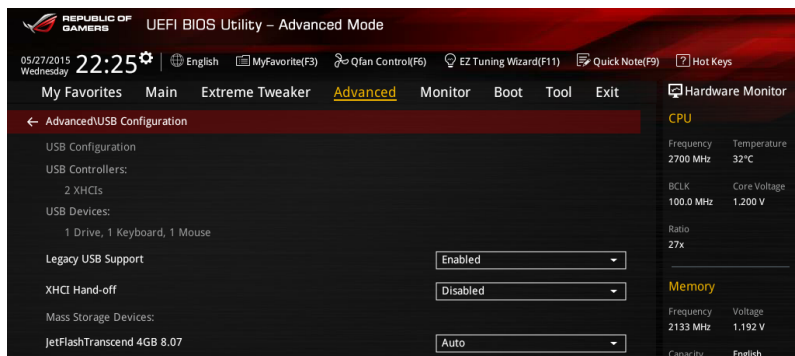 REPUBLIC OF
GAMERS
UEFI BIOS Utility – Advanced Mode
05/27/2015
Wednesday
22:25
English
MyFavorite(F3)
Qfan Control(F6)
EZ Tuning Wizard(F11)
Quick Note(F9)
? Hot Keys
My Favorites Main Extreme Tweaker Advanced Monitor Boot Tool Exit
← Advanced\USB Configuration
USB Configuration
USB Controllers:
2 XHCIs
USB Devices:
1 Drive, 1 Keyboard, 1 Mouse
Legacy USB Support Enabled
XHCI Hand-off Disabled
Mass Storage Devices:
JetFlashTranscend 4GB 8.07 Auto
Hardware Monitor
CPU
Frequency Temperature
2700 MHz 32°C
BCLK Core Voltage
100.0 MHz 1.200 V
Ratio
27x
Memory
Frequency Voltage
2133 MHz 1.192 V
Capacity English